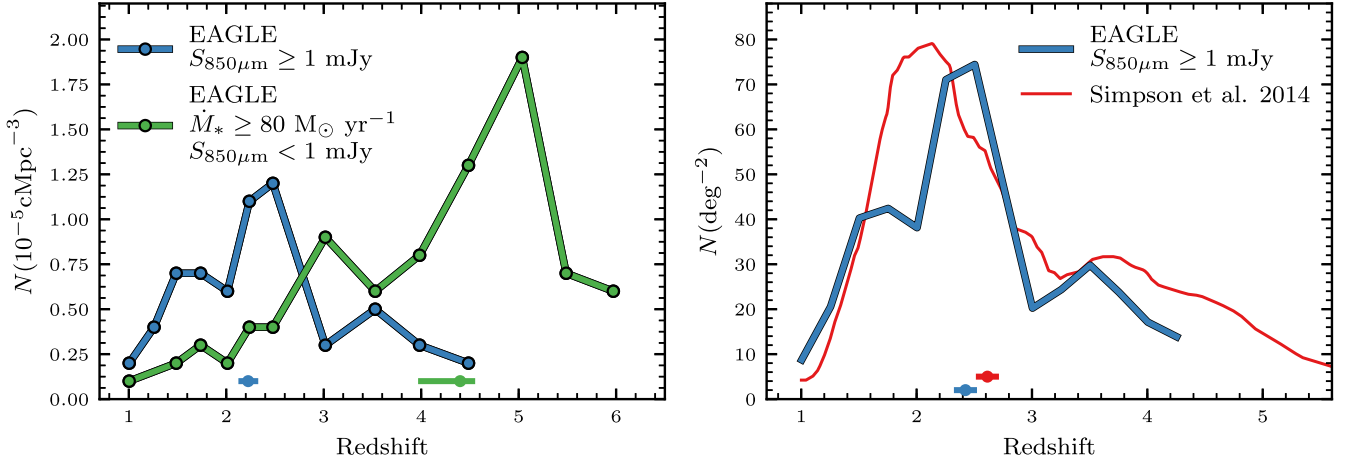 N(10⁻⁵cMpc⁻³)
2.00
1.75
1.50
1.25
1.00
0.75
0.50
0.25
0.00
EAGLE
S₈₅₀μm ≥ 1 mJy
EAGLE
Ṁ* ≥ 80 M⊙ yr⁻¹
S₈₅₀μm < 1 mJy
1 2 3 4 5 6
Redshift
N(deg⁻²)
80
70
60
50
40
30
20
10
0
EAGLE
S₈₅₀μm ≥ 1 mJy
Simpson et al. 2014
1 2 3 4 5
Redshift